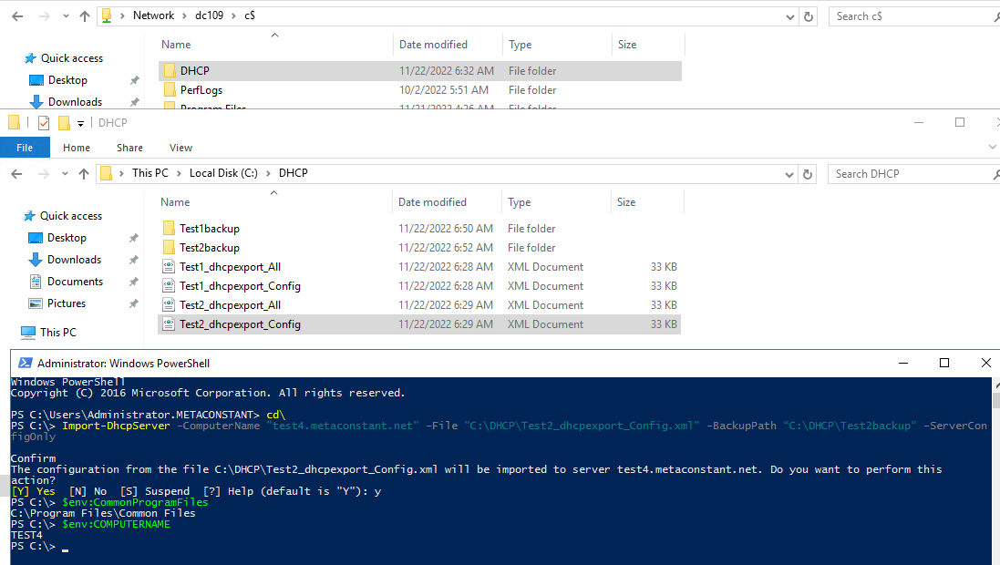 Network › dc109 › c$
Search c$
Name Date modified Type Size
Quick access
DHCP 11/22/2022 6:32 AM File folder
Desktop
PerfLogs 10/2/2022 5:51 AM File folder
Downloads
Program Files 11/21/2022 4:26 AM File folder
DHCP
File Home Share View
This PC › Local Disk (C:) › DHCP
Search DHCP
Name Date modified Type Size
Quick access
Test1backup 11/22/2022 6:50 AM File folder
Desktop
Test2backup 11/22/2022 6:52 AM File folder
Downloads
Test1_dhcpexport_All 11/22/2022 6:28 AM XML Document 33 KB
Documents
Test1_dhcpexport_Config 11/22/2022 6:28 AM XML Document 33 KB
Pictures
Test2_dhcpexport_All 11/22/2022 6:29 AM XML Document 33 KB
Test2_dhcpexport_Config 11/22/2022 6:29 AM XML Document 33 KB
This PC
Administrator: Windows PowerShell
Windows PowerShell
Copyright (C) 2016 Microsoft Corporation. All rights reserved.
PS C:\Users\Administrator.METACONSTANT> cd\
PS C:\> Import-DhcpServer -ComputerName "test4.metaconstant.net" -File "C:\DHCP\Test2_dhcpexport_Config.xml" -BackupPath "C:\DHCP\Test2backup" -ServerCon
figOnly
Confirm
The configuration from the file C:\DHCP\Test2_dhcpexport_Config.xml will be imported to server test4.metaconstant.net. Do you want to perform this
action?
[Y] Yes [N] No [S] Suspend [?] Help (default is "Y"): y
PS C:\> $env:CommonProgramFiles
C:\Program Files\Common Files
PS C:\> $env:COMPUTERNAME
TEST4
PS C:\>